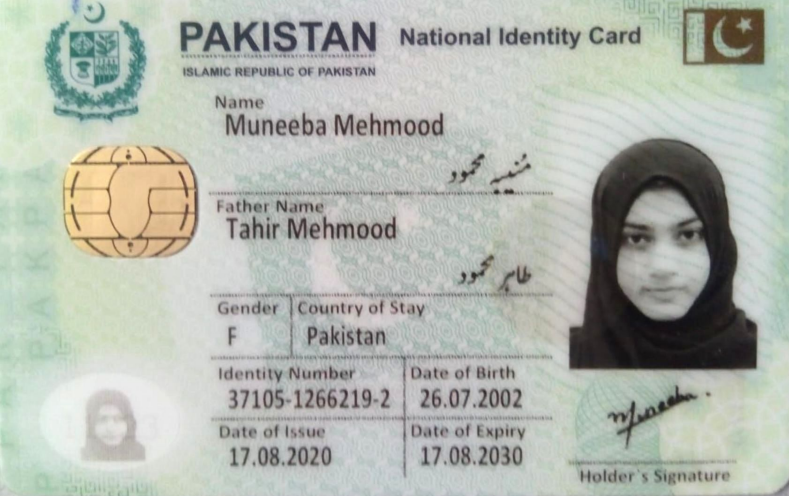 PAKISTAN National Identity Card
ISLAMIC REPUBLIC OF PAKISTAN
Name
Muneeba Mehmood
منیبہ محمود
Father Name
Tahir Mehmood
طاہر محمود
Gender Country of Stay
F Pakistan
Identity Number Date of Birth
37105-1266219-2 26.07.2002
Date of Issue Date of Expiry
17.08.2020 17.08.2030
Muneeba.
Holder's Signature